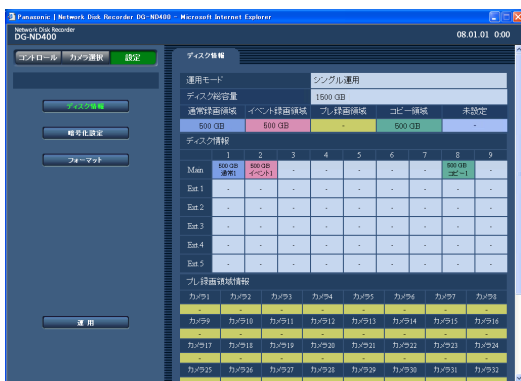 Panasonic | Network Disk Recorder DG-ND400 - Microsoft Internet Explorer
Network Disk Recorder
DG-ND400
08.01.01 0:00
コントロール カメラ選択 設定
ディスク情報
暗号化設定
フォーマット
運用
ディスク情報
運用モード シングル運用
ディスク総容量 1500 GB
通常録画領域 イベント録画領域 プレ録画領域 コピー領域 未設定
500 GB 500 GB - 500 GB -
ディスク情報
1 2 3 4 5 6 7 8 9
Main 500 GB 通常1 500 GB イベント1 - - - - - 500 GB コピー1 -
Ext.1 - - - - - - - - -
Ext.2 - - - - - - - - -
Ext.3 - - - - - - - - -
Ext.4 - - - - - - - - -
Ext.5 - - - - - - - - -
プレ録画領域情報
カメラ1 カメラ2 カメラ3 カメラ4 カメラ5 カメラ6 カメラ7 カメラ8
- - - - - - - -
カメラ9 カメラ10 カメラ11 カメラ12 カメラ13 カメラ14 カメラ15 カメラ16
- - - - - - - -
カメラ17 カメラ18 カメラ19 カメラ20 カメラ21 カメラ22 カメラ23 カメラ24
- - - - - - - -
カメラ25 カメラ26 カメラ27 カメラ28 カメラ29 カメラ30 カメラ31 カメラ32